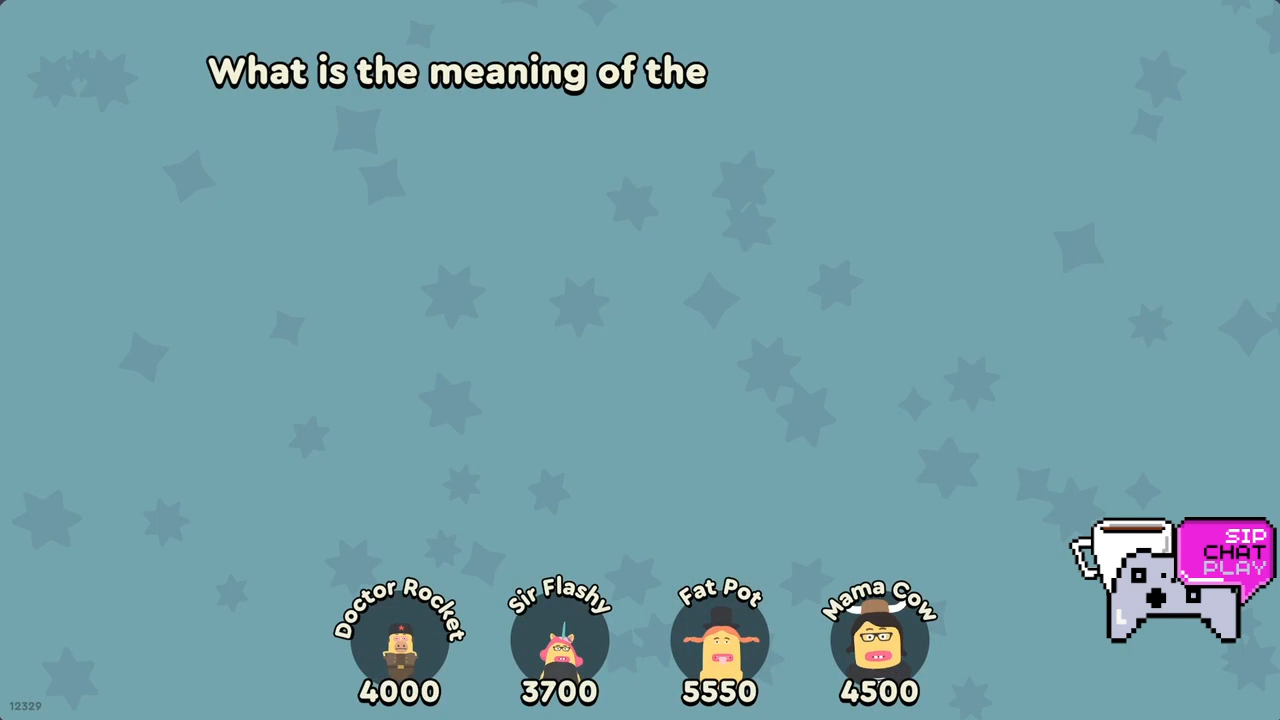 What is the meaning of the
SIP
CHAT
PLAY
Doctor Rocket
Sir Flashy
Fat Pot
Mama Cow
4000
3700
5550
4500
12329